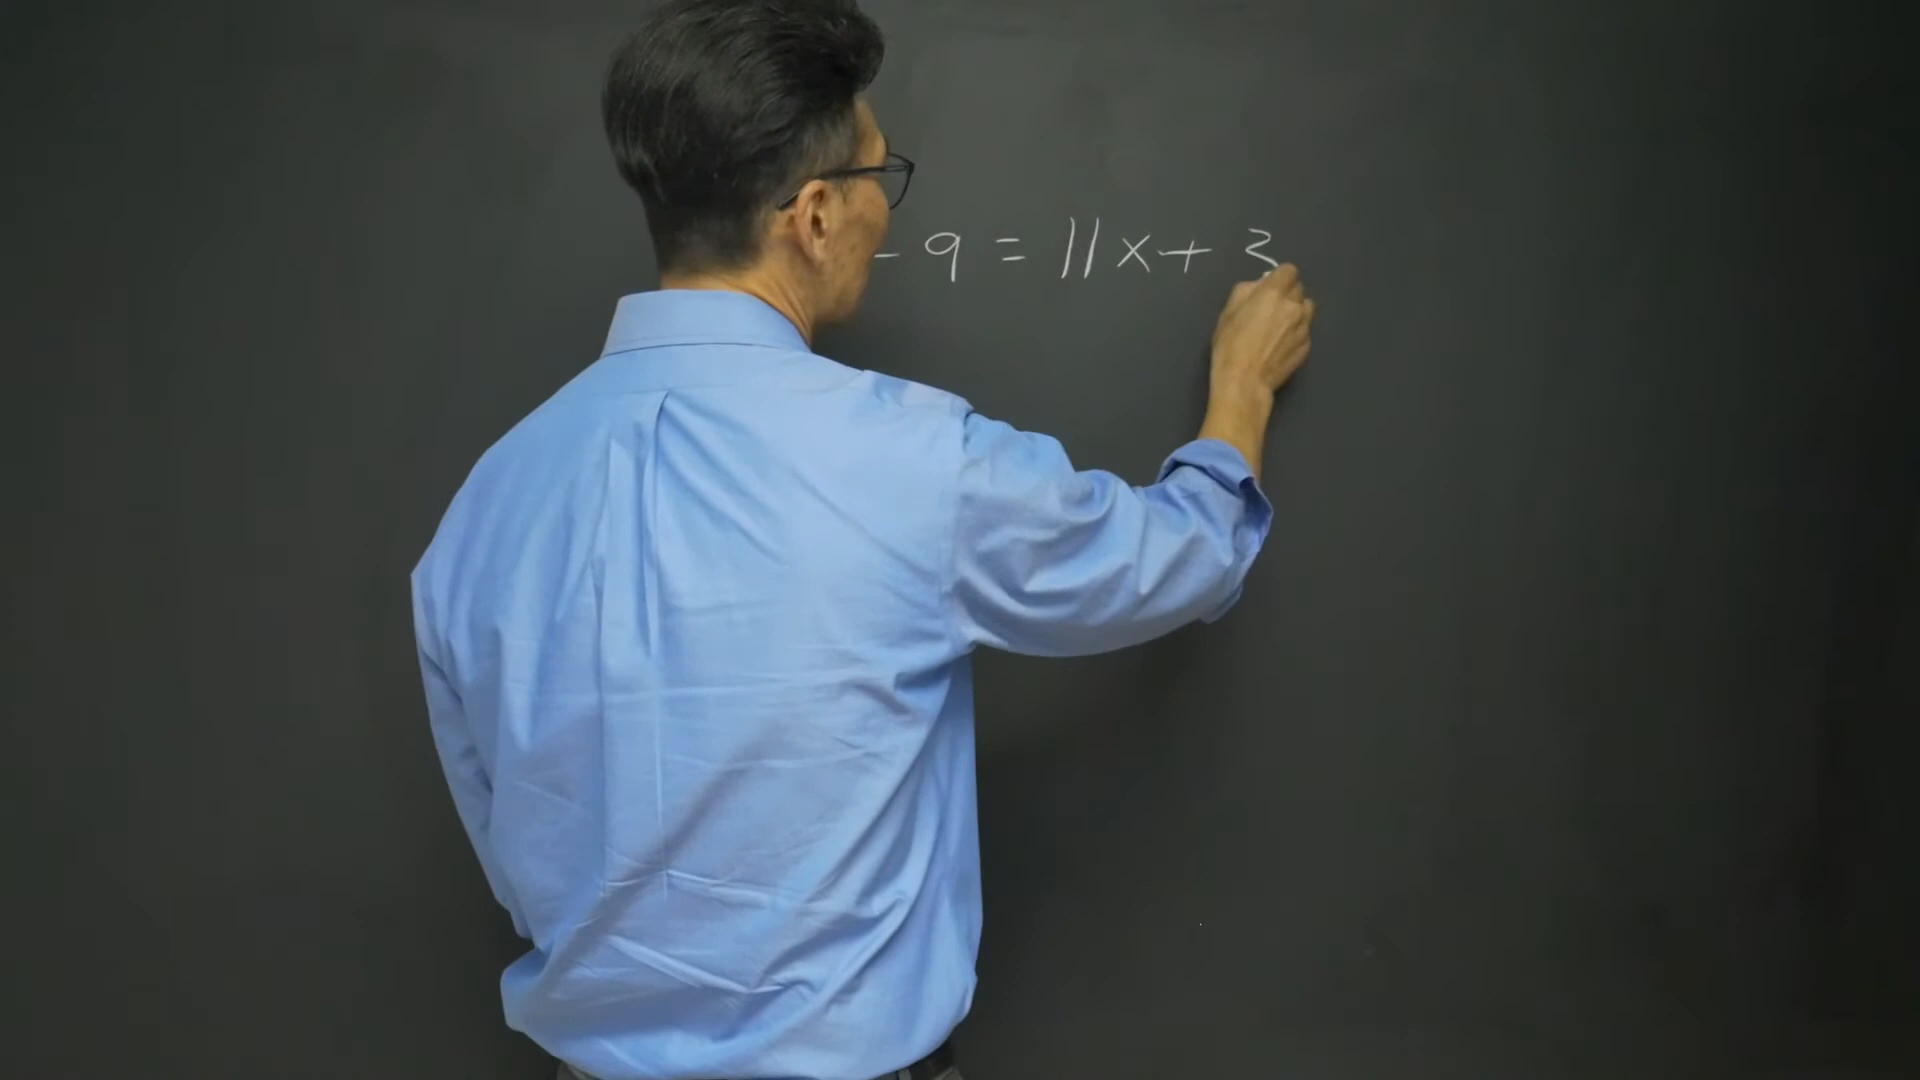 - 9 = 11x + 3